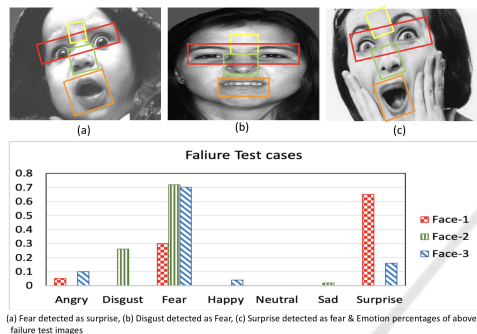 (a)
(b)
(c)
Faliure Test cases
0.8
0.7
0.6
0.5
0.4
0.3
0.2
0.1
0
Angry Disgust Fear Happy Neutral Sad Surprise
Face-1
Face-2
Face-3
(a) Fear detected as surprise, (b) Disgust detected as Fear, (c) Surprise detected as fear & Emotion percentages of above
failure test images